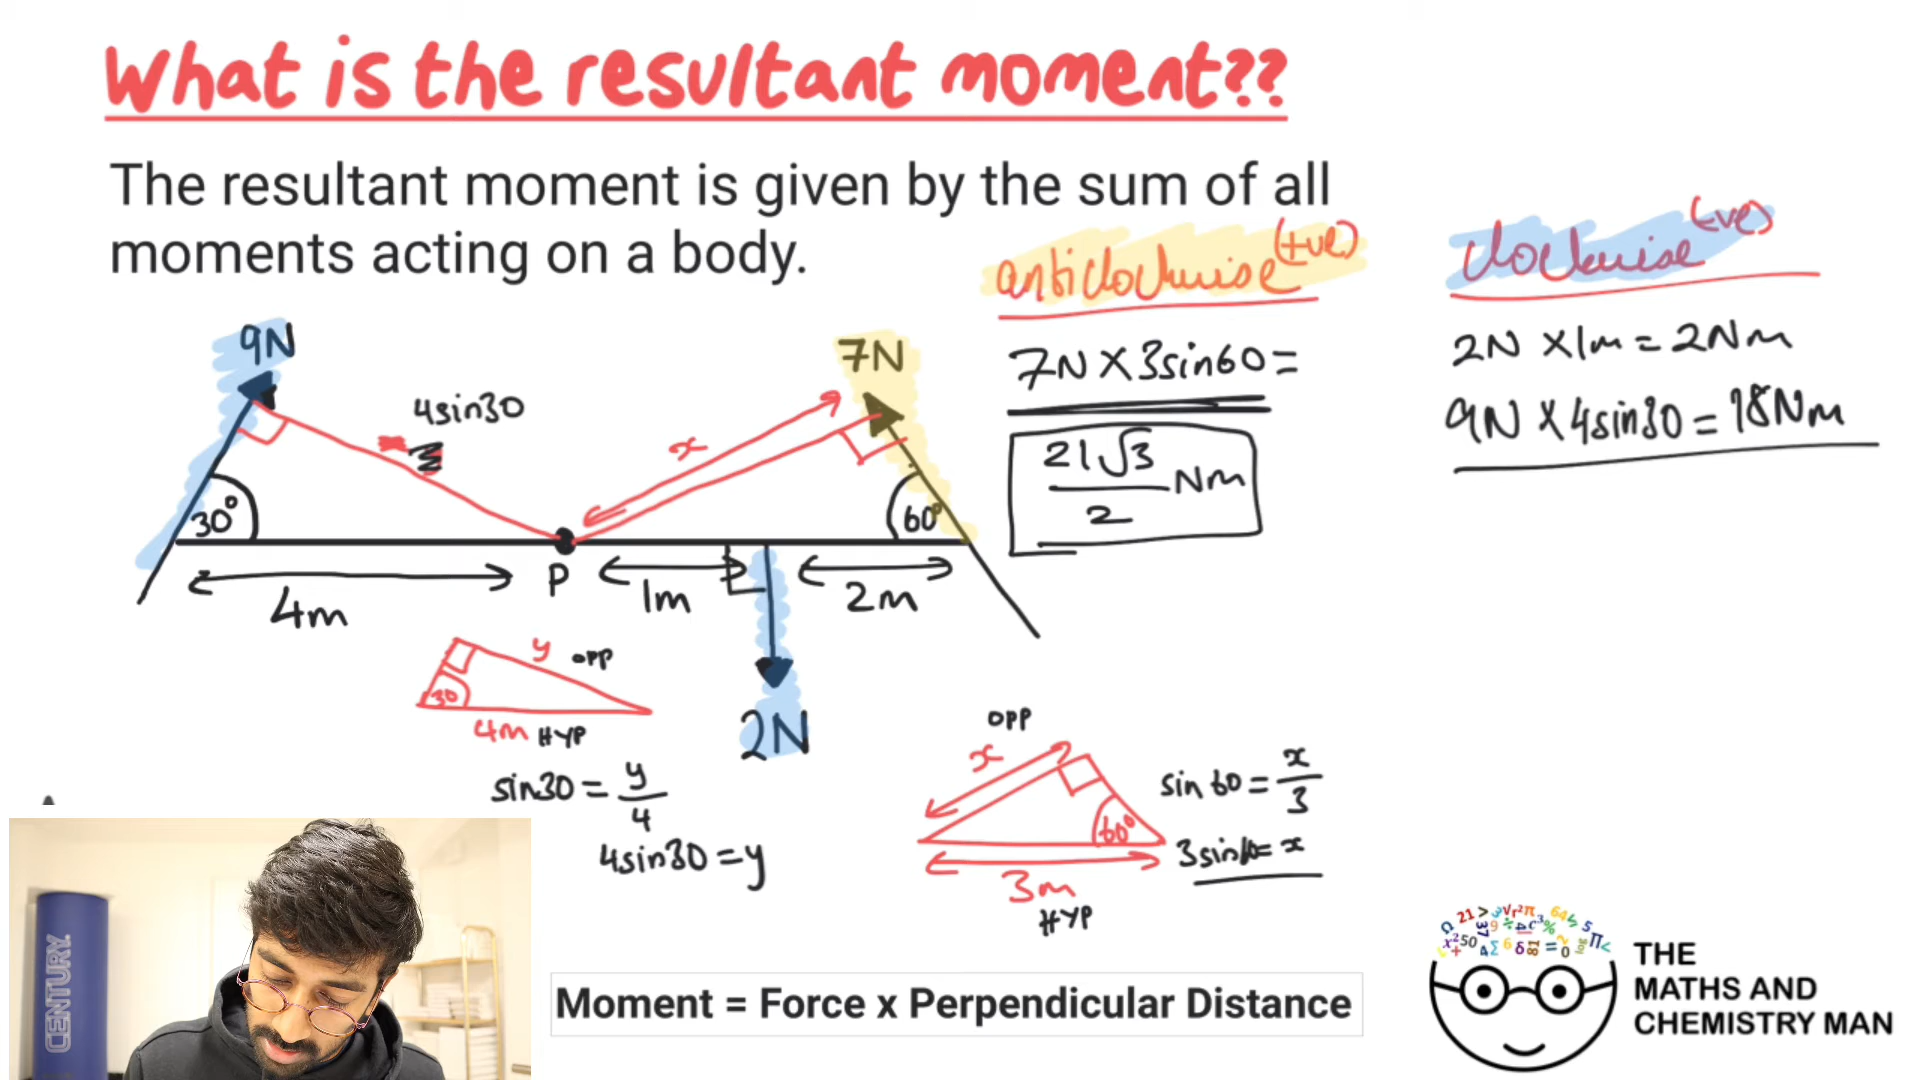 What is the resultant moment??
The resultant moment is given by the sum of all
moments acting on a body.
anticlockwise (+ve)
clockwise (-ve)
9N
7N
4sin30
x
30°
60°
P
4m
1m
2m
2N
7N × 3sin60 =
21√3
2
Nm
2N × 1m = 2Nm
9N × 4sin30 = 18Nm
y OPP
30
4m HYP
sin30 = y
4
4sin30 = y
OPP
x
60°
3m
HYP
sin 60 = x
3
3sin60 = x
Moment = Force x Perpendicular Distance
CENTURY
THE
MATHS AND
CHEMISTRY MAN